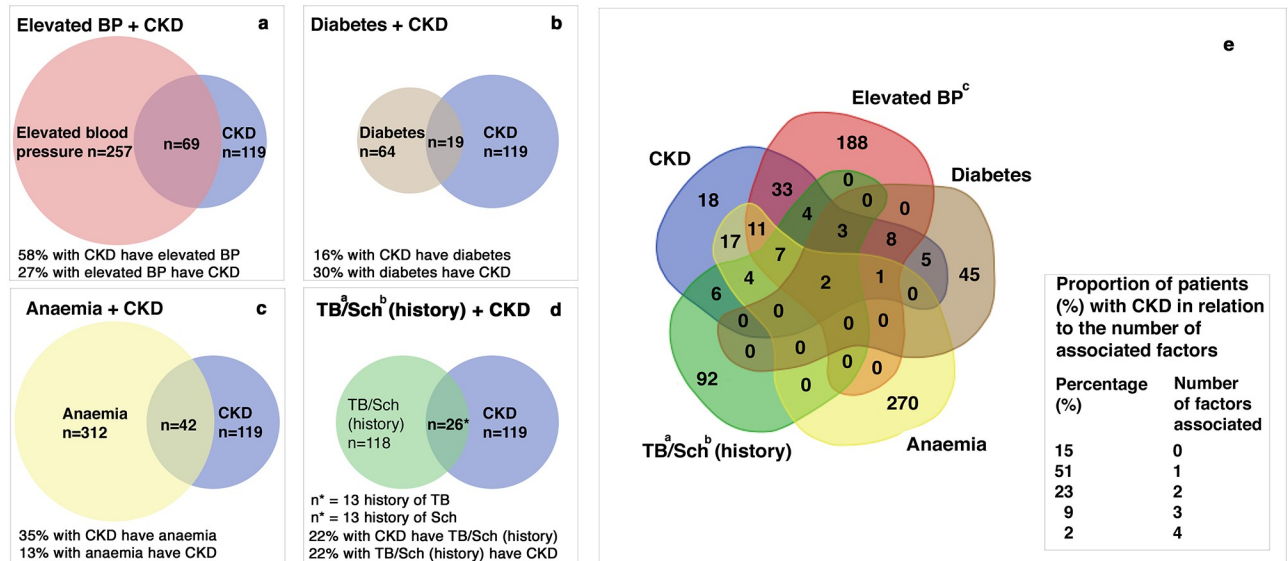 Elevated BP + CKD
a
Elevated blood
pressure n=257
n=69
CKD
n=119
58% with CKD have elevated BP
27% with elevated BP have CKD
Diabetes + CKD
b
Diabetes
n=64
n=19
CKD
n=119
16% with CKD have diabetes
30% with diabetes have CKD
Anaemia + CKD
c
Anaemia
n=312
n=42
CKD
n=119
35% with CKD have anaemia
13% with anaemia have CKD
TBᵃ/Schᵇ (history) + CKD
d
TB/Sch
(history)
n=118
n=26*
CKD
n=119
n* = 13 history of TB
n* = 13 history of Sch
22% with CKD have TB/Sch (history)
22% with TB/Sch (history) have CKD
e
Elevated BPᶜ
CKD
Diabetes
188
18
33
0
0
0
4
11
3
8
17
7
5
45
4
2
1
0
6
0
0
0
0
0
0
0
0
92
0
0
270
TBᵃ/Schᵇ (history)
Anaemia
Proportion of patients
(%) with CKD in relation
to the number of
associated factors
Percentage
(%)
Number
of factors
associated
15 0
51 1
23 2
9 3
2 4